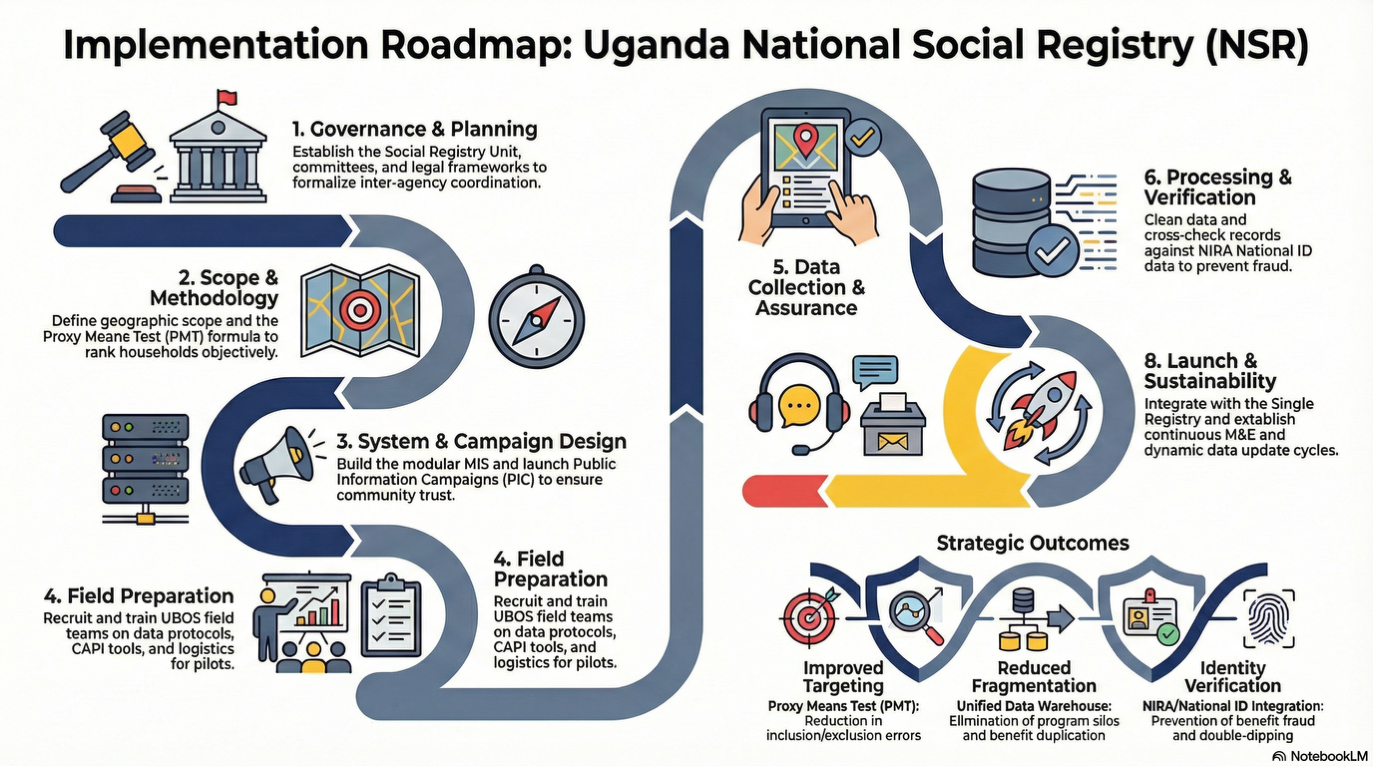 Implementation Roadmap: Uganda National Social Registry (NSR)
1. Governance & Planning
Establish the Social Registry Unit,
committees, and legal frameworks to
formalize inter-agency coordination.
2. Scope &
Methodology
Define geographic scope and the
Proxy Means Test (PMT) formula to
rank households objectively.
3. System & Campaign Design
Build the modular MIS and launch Public
Information Campaigns (PIC) to ensure
community trust.
4. Field Preparation
Recruit and train UBOS field
teams on data protocols,
CAPI tools, and logistics
for pilots.
4. Field
Preparation
Recruit and train
UBOS field teams
on data protocols,
CAPI tools, and
logistics for pilots.
5. Data
Collection &
Assurance
6. Processing &
Verification
Clean data and
cross-check records
against NIRA National ID
data to prevent fraud.
8. Launch &
Sustainability
Integrate with the Single
Registry and establish
continuous M&E and
dynamic data update cycles.
Strategic Outcomes
Improved
Targeting
Proxy Means Test (PMT):
Reduction in
inclusion/exclusion errors
Reduced
Fragmentation
Unified Data Warehouse:
Ellmination of program silos
and benefit duplication
Identity
Verification
NIRA/National ID Integration:
Prevention of benefit fraud
and double-dipping
NotebookLM